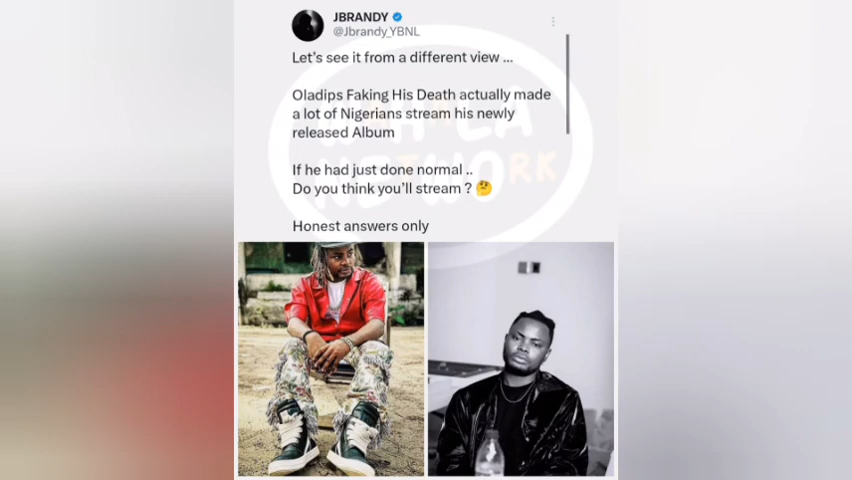 JBRANDY
@Jbrandy_YBNL
Let's see it from a different view ...
Oladips Faking His Death actually made
a lot of Nigerians stream his newly
released Album
If he had just done normal ..
Do you think you'll stream ? 🤔
Honest answers only
NETWORK